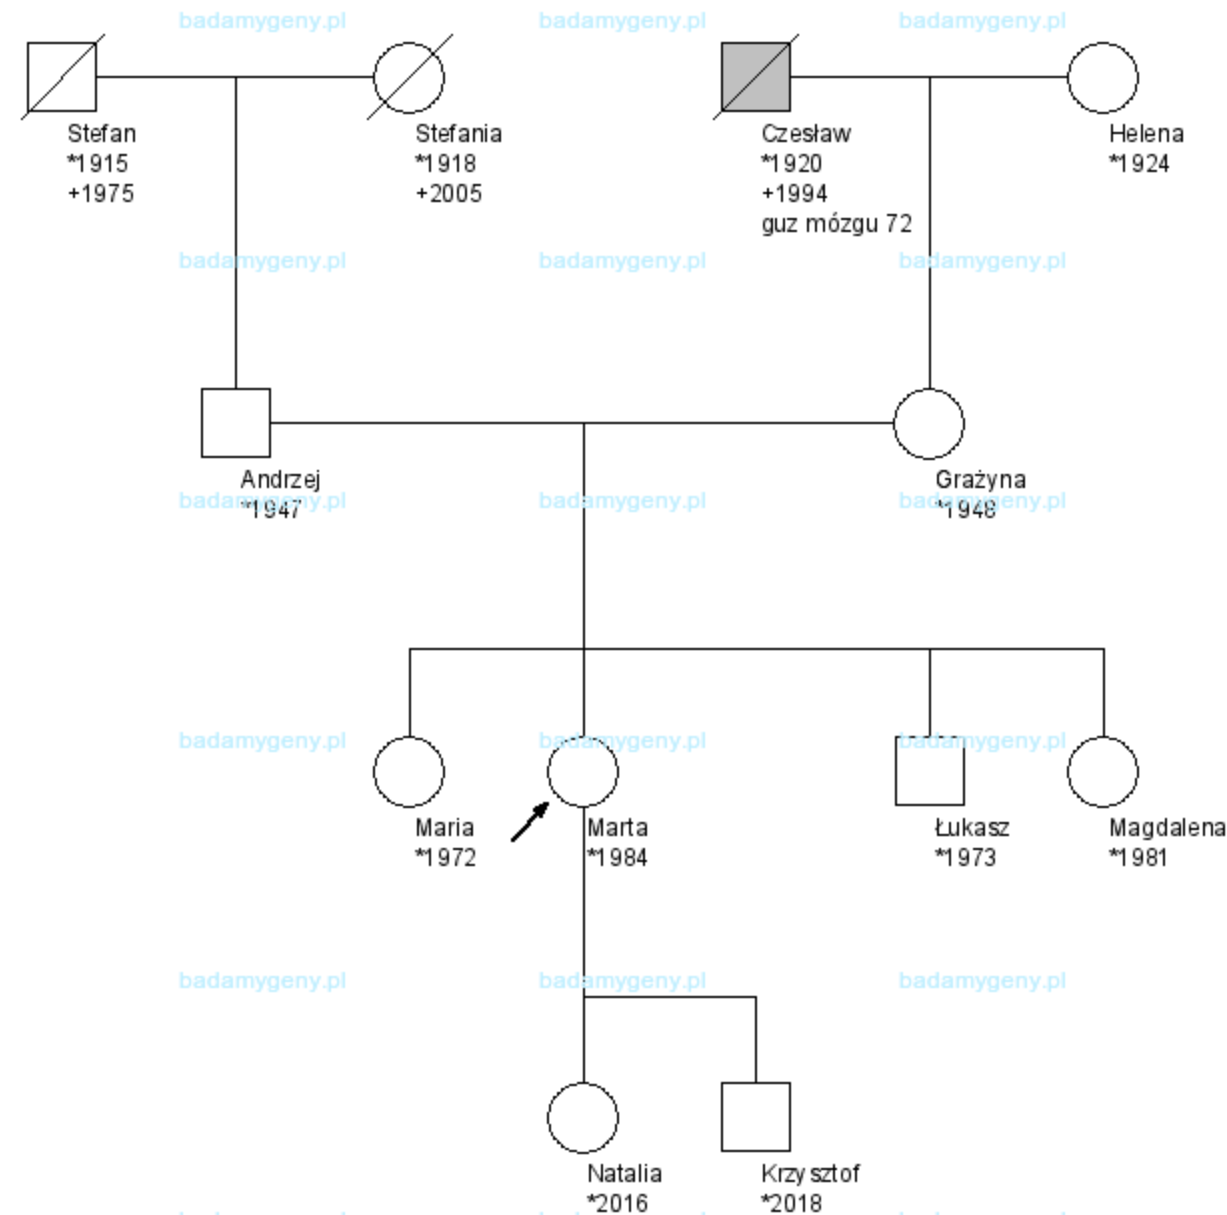 badamygeny.pl badamygeny.pl badamygeny.pl
Stefan
*1915
+1975
Stefania
*1918
+2005
Czesław
*1920
+1994
guz mózgu 72
Helena
*1924
badamygeny.pl badamygeny.pl badamygeny.pl
Andrzej
*1947
Grażyna
*1948
badamygeny.pl badamygeny.pl badamygeny.pl
badamygeny.pl badamygeny.pl badamygeny.pl
Maria
*1972
Marta
*1984
Łukasz
*1973
Magdalena
*1981
badamygeny.pl badamygeny.pl badamygeny.pl
Natalia
*2016
Krzysztof
*2018